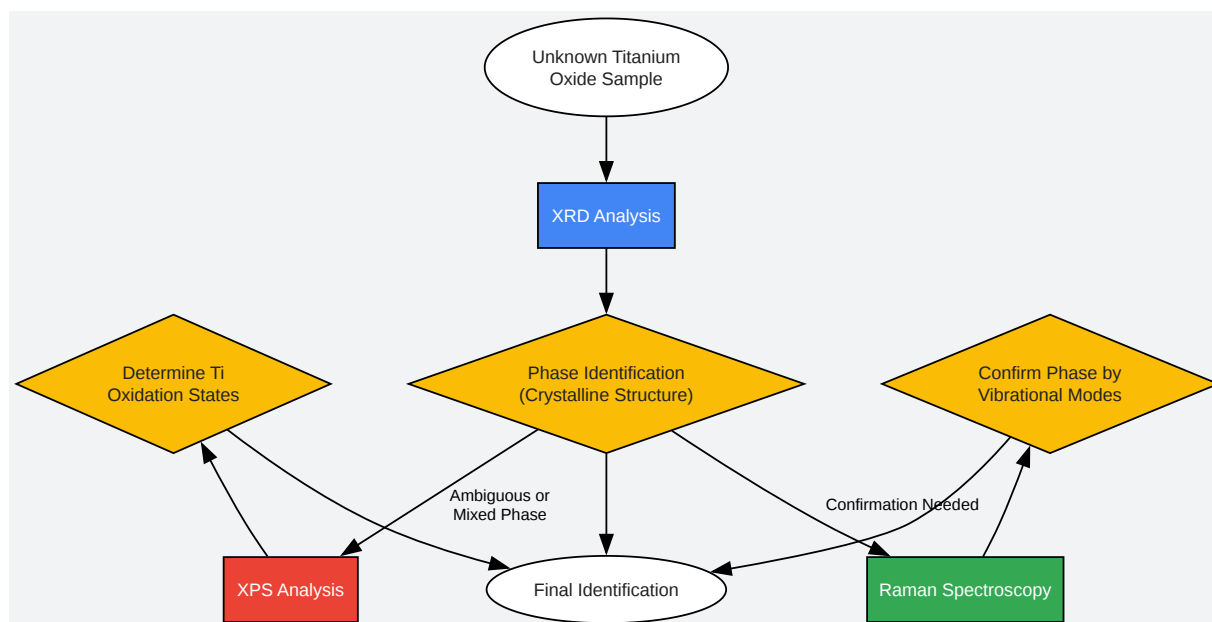 Unknown Titanium
Oxide Sample
XRD Analysis
Determine Ti
Oxidation States
Phase Identification
(Crystalline Structure)
Confirm Phase by
Vibrational Modes
Ambiguous or
Mixed Phase
Confirmation Needed
XPS Analysis
Final Identification
Raman Spectroscopy